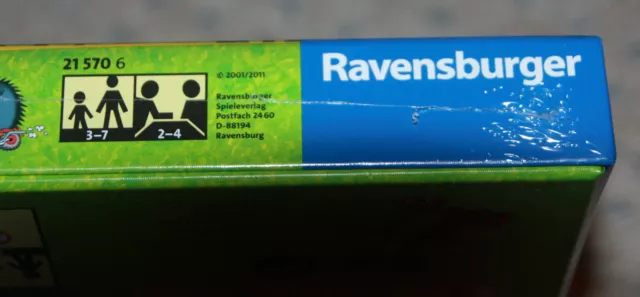 21 570 6
© 2001/2011
Ravensburger
Spieleverlag
Postfach 24 60
D-88194
Ravensburg
3–7
2–4
Ravensburger